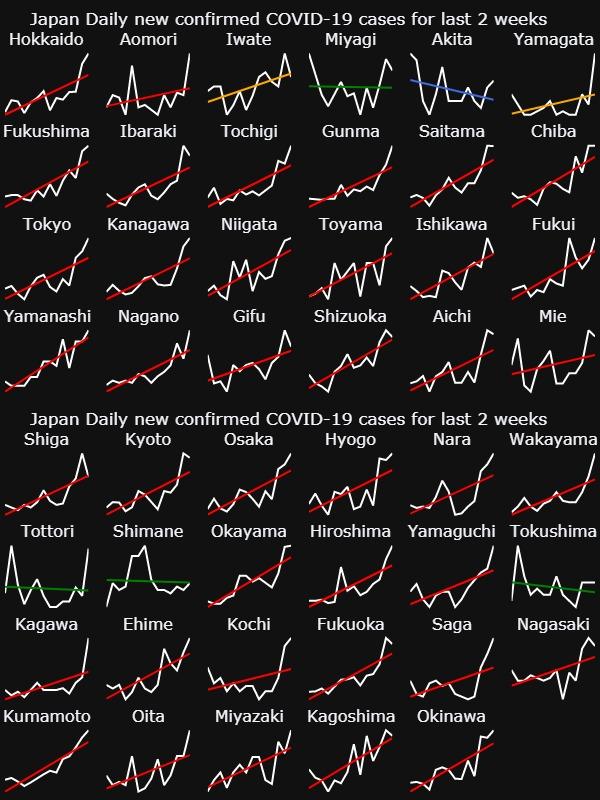 Japan Daily new confirmed COVID-19 cases for last 2 weeks
Hokkaido Aomori Iwate Miyagi Akita Yamagata
Fukushima Ibaraki Tochigi Gunma Saitama Chiba
Tokyo Kanagawa Niigata Toyama Ishikawa Fukui
Yamanashi Nagano Gifu Shizuoka Aichi Mie
Japan Daily new confirmed COVID-19 cases for last 2 weeks
Shiga Kyoto Osaka Hyogo Nara Wakayama
Tottori Shimane Okayama Hiroshima Yamaguchi Tokushima
Kagawa Ehime Kochi Fukuoka Saga Nagasaki
Kumamoto Oita Miyazaki Kagoshima Okinawa